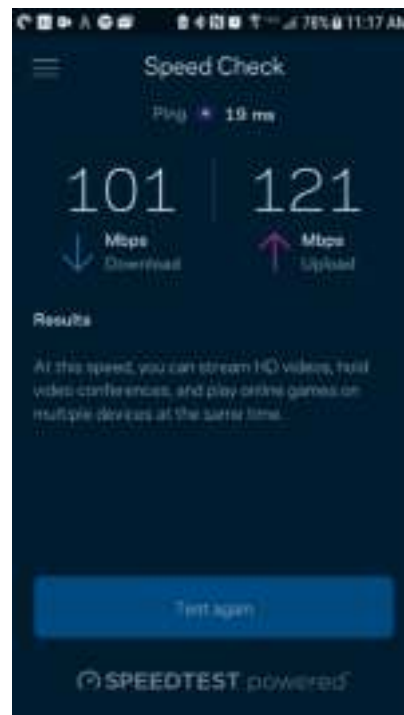 78% 11:17 AM
Speed Check
Ping 19 ms
101 121
Mbps Mbps
Download Upload
Results
At this speed, you can stream HD videos, hold
video conferences, and play online games on
multiple devices at the same time.
Test again
SPEEDTEST powered